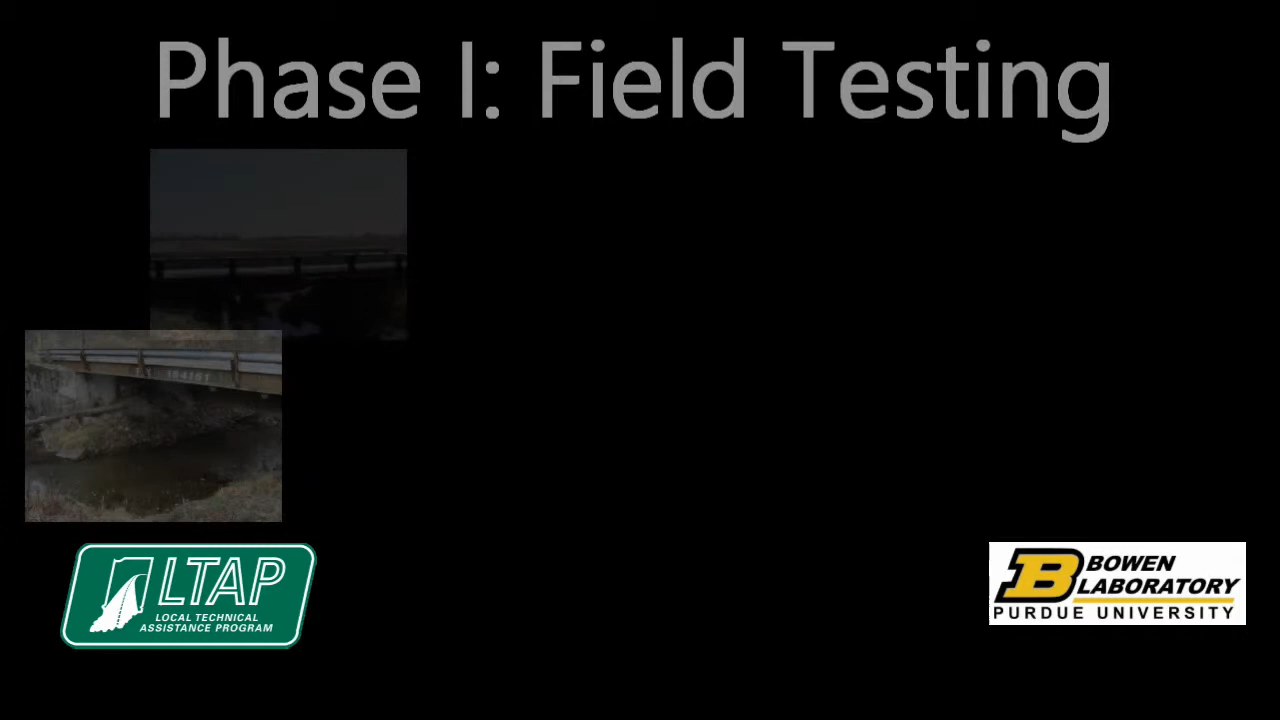 Phase I: Field Testing
LTAP
LOCAL TECHNICAL
ASSISTANCE PROGRAM
B BOWEN
LABORATORY
PURDUE UNIVERSITY